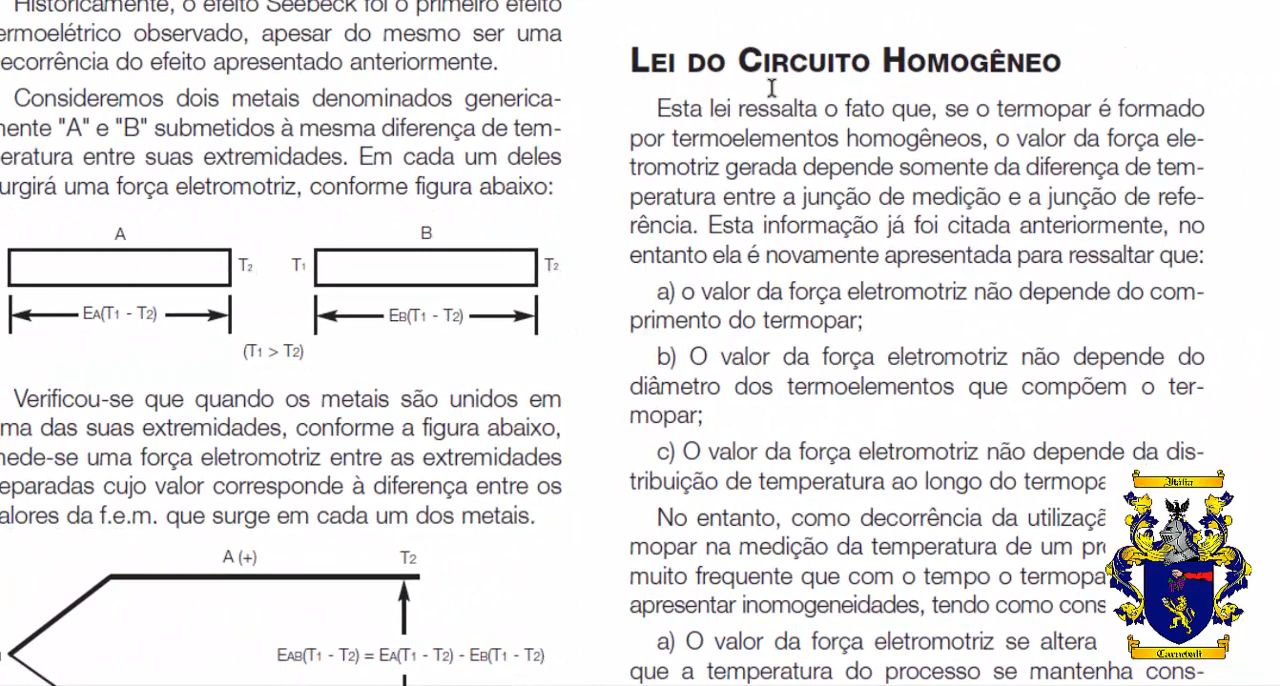 Historicamente, o efeito Seebeck foi o primeiro efeito
ermoelétrico observado, apesar do mesmo ser uma
ecorrência do efeito apresentado anteriormente.
Consideremos dois metais denominados generica-
nente "A" e "B" submetidos à mesma diferença de tem-
eratura entre suas extremidades. Em cada um deles
urgirá uma força eletromotriz, conforme figura abaixo:
A B
T2 T1 T2
EA(T1 - T2) EB(T1 - T2)
(T1 > T2)
Verificou-se que quando os metais são unidos em
ma das suas extremidades, conforme a figura abaixo,
nede-se uma força eletromotriz entre as extremidades
eparadas cujo valor corresponde à diferença entre os
alores da f.e.m. que surge em cada um dos metais.
A (+) T2
EAB(T1 - T2) = EA(T1 - T2) - EB(T1 - T2)
LEI DO CIRCUITO HOMOGÊNEO
Esta lei ressalta o fato que, se o termopar é formado
por termoelementos homogêneos, o valor da força ele-
tromotriz gerada depende somente da diferença de tem-
peratura entre a junção de medição e a junção de refe-
rência. Esta informação já foi citada anteriormente, no
entanto ela é novamente apresentada para ressaltar que:
a) o valor da força eletromotriz não depende do com-
primento do termopar;
b) O valor da força eletromotriz não depende do
diâmetro dos termoelementos que compõem o ter-
mopar;
c) O valor da força eletromotriz não depende da dis-
tribuição de temperatura ao longo do termopa
No entanto, como decorrência da utilizaçã
mopar na medição da temperatura de um pro
muito frequente que com o tempo o termopa
apresentar inomogeneidades, tendo como cons
a) O valor da força eletromotriz se altera
que a temperatura do processo se mantenha cons-
Itália
Carnevalt